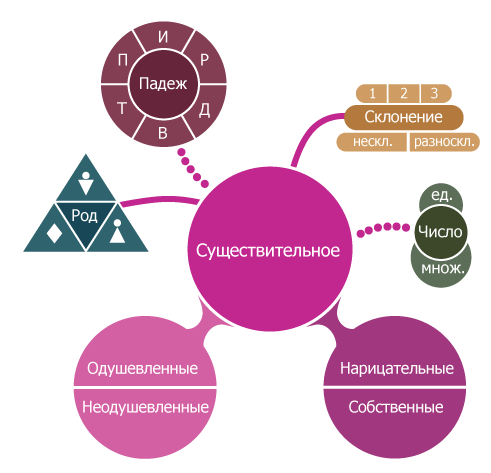 И
П
Р
Падеж
Т
Д
В
1 2 3
Склонение
нескл. разноскл.
Род
ед.
Число
множ.
Существительное
Одушевленные
Неодушевленные
Нарицательные
Собственные